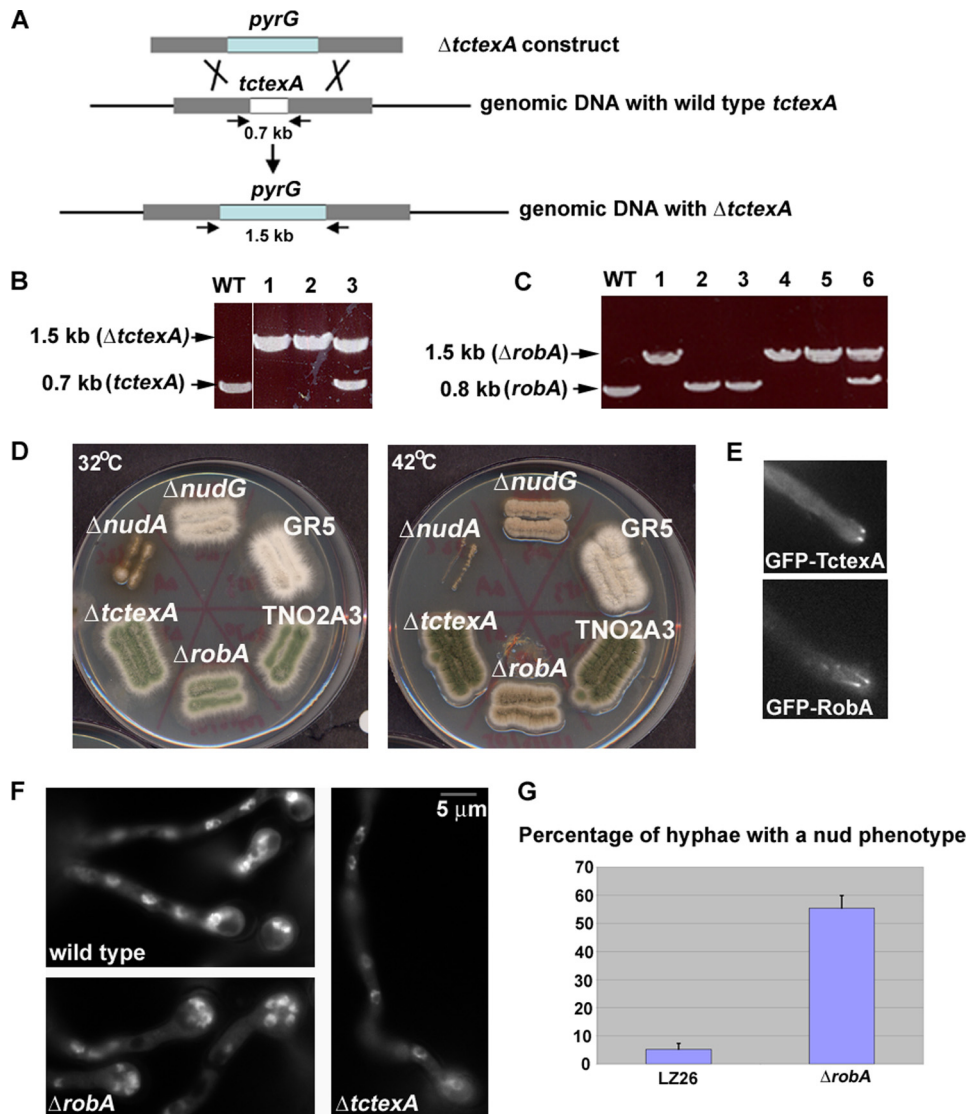 A
pyrG
ΔtctexA construct
tctexA
genomic DNA with wild type tctexA
0.7 kb
pyrG
genomic DNA with ΔtctexA
1.5 kb
B
WT 1 2 3
1.5 kb (ΔtctexA)
0.7 kb (tctexA)
C
WT 1 2 3 4 5 6
1.5 kb (ΔrobA)
0.8 kb (robA)
D
32°C
ΔnudG
ΔnudA
GR5
ΔtctexA
TNO2A3
ΔrobA
42°C
ΔnudG
ΔnudA
GR5
ΔtctexA
TNO2A3
ΔrobA
E
GFP-TctexA
GFP-RobA
F
wild type
ΔrobA
5 μm
ΔtctexA
G
Percentage of hyphae with a nud phenotype
70
60
50
40
30
20
10
0
LZ26
ΔrobA